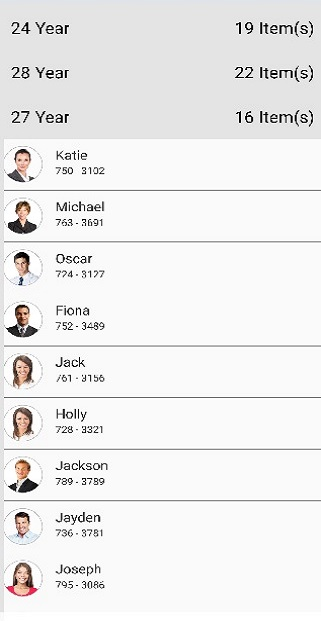 24 Year 19 Item(s)
28 Year 22 Item(s)
27 Year 16 Item(s)
Katie
750 - 3102
Michael
763 - 3691
Oscar
724 - 3127
Fiona
752 - 3489
Jack
761 - 3156
Holly
728 - 3321
Jackson
789 - 3789
Jayden
736 - 3781
Joseph
795 - 3086